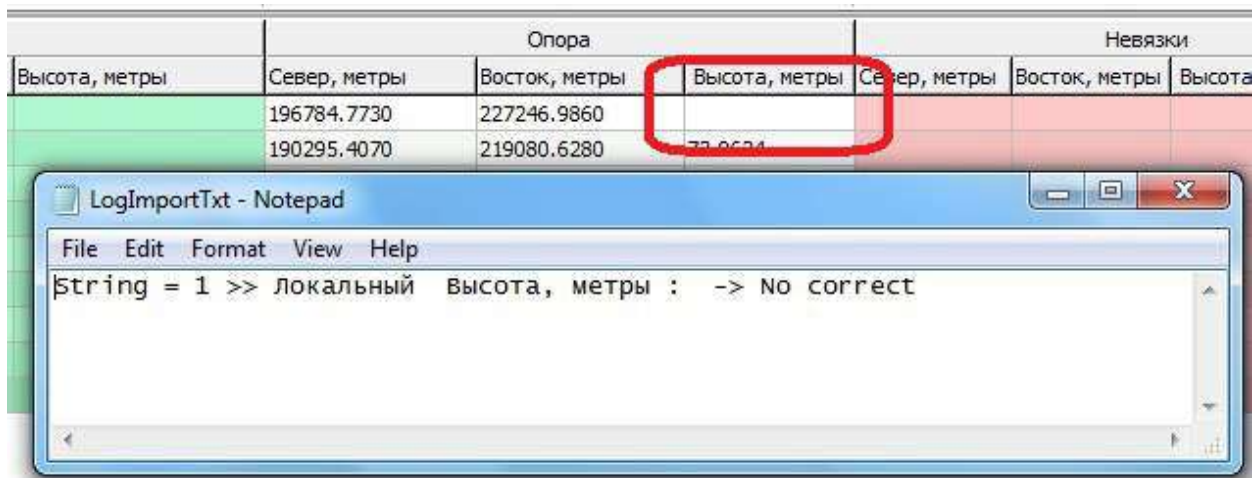 Опора Невязки
Высота, метры Север, метры Восток, метры Высота, метры Север, метры Восток, метры Высота
196784.7730 227246.9860
190295.4070 219080.6280
LogImportTxt - Notepad
File Edit Format View Help
String = 1 >> Локальный Высота, метры : -> No correct